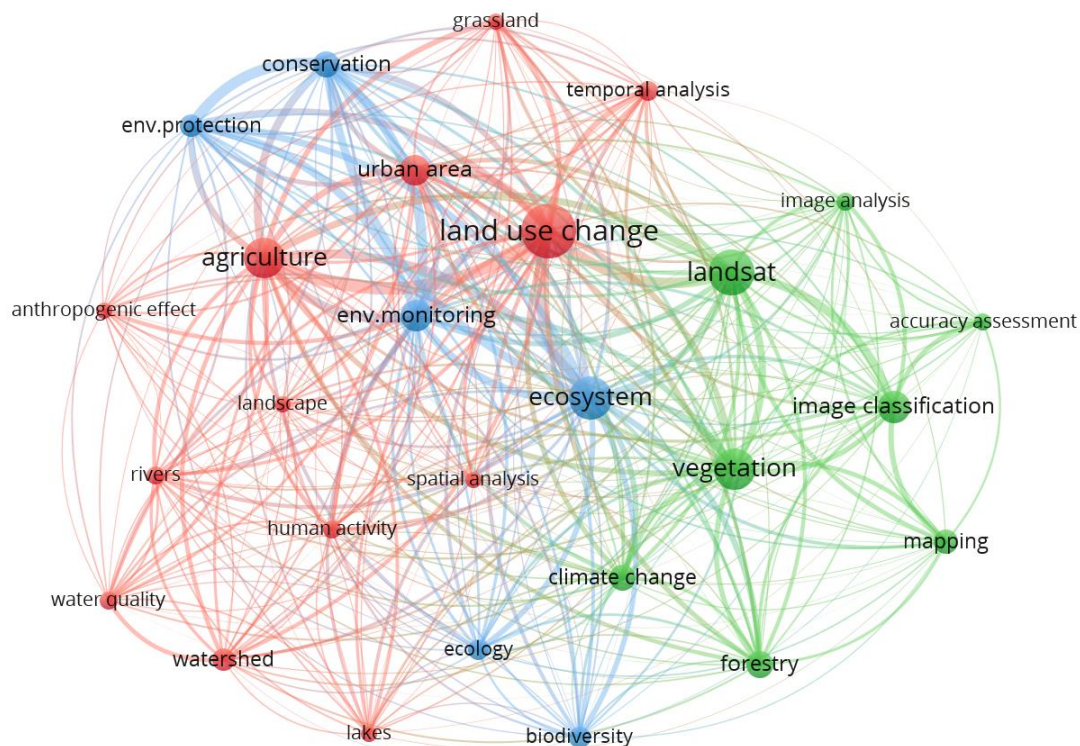 grassland
conservation
temporal analysis
env.protection
urban area
image analysis
land use change
agriculture
landsat
anthropogenic effect
env.monitoring
accuracy assessment
ecosystem
landscape
image classification
vegetation
rivers
spatial analysis
human activity
mapping
climate change
water quality
ecology
watershed
forestry
lakes
biodiversity